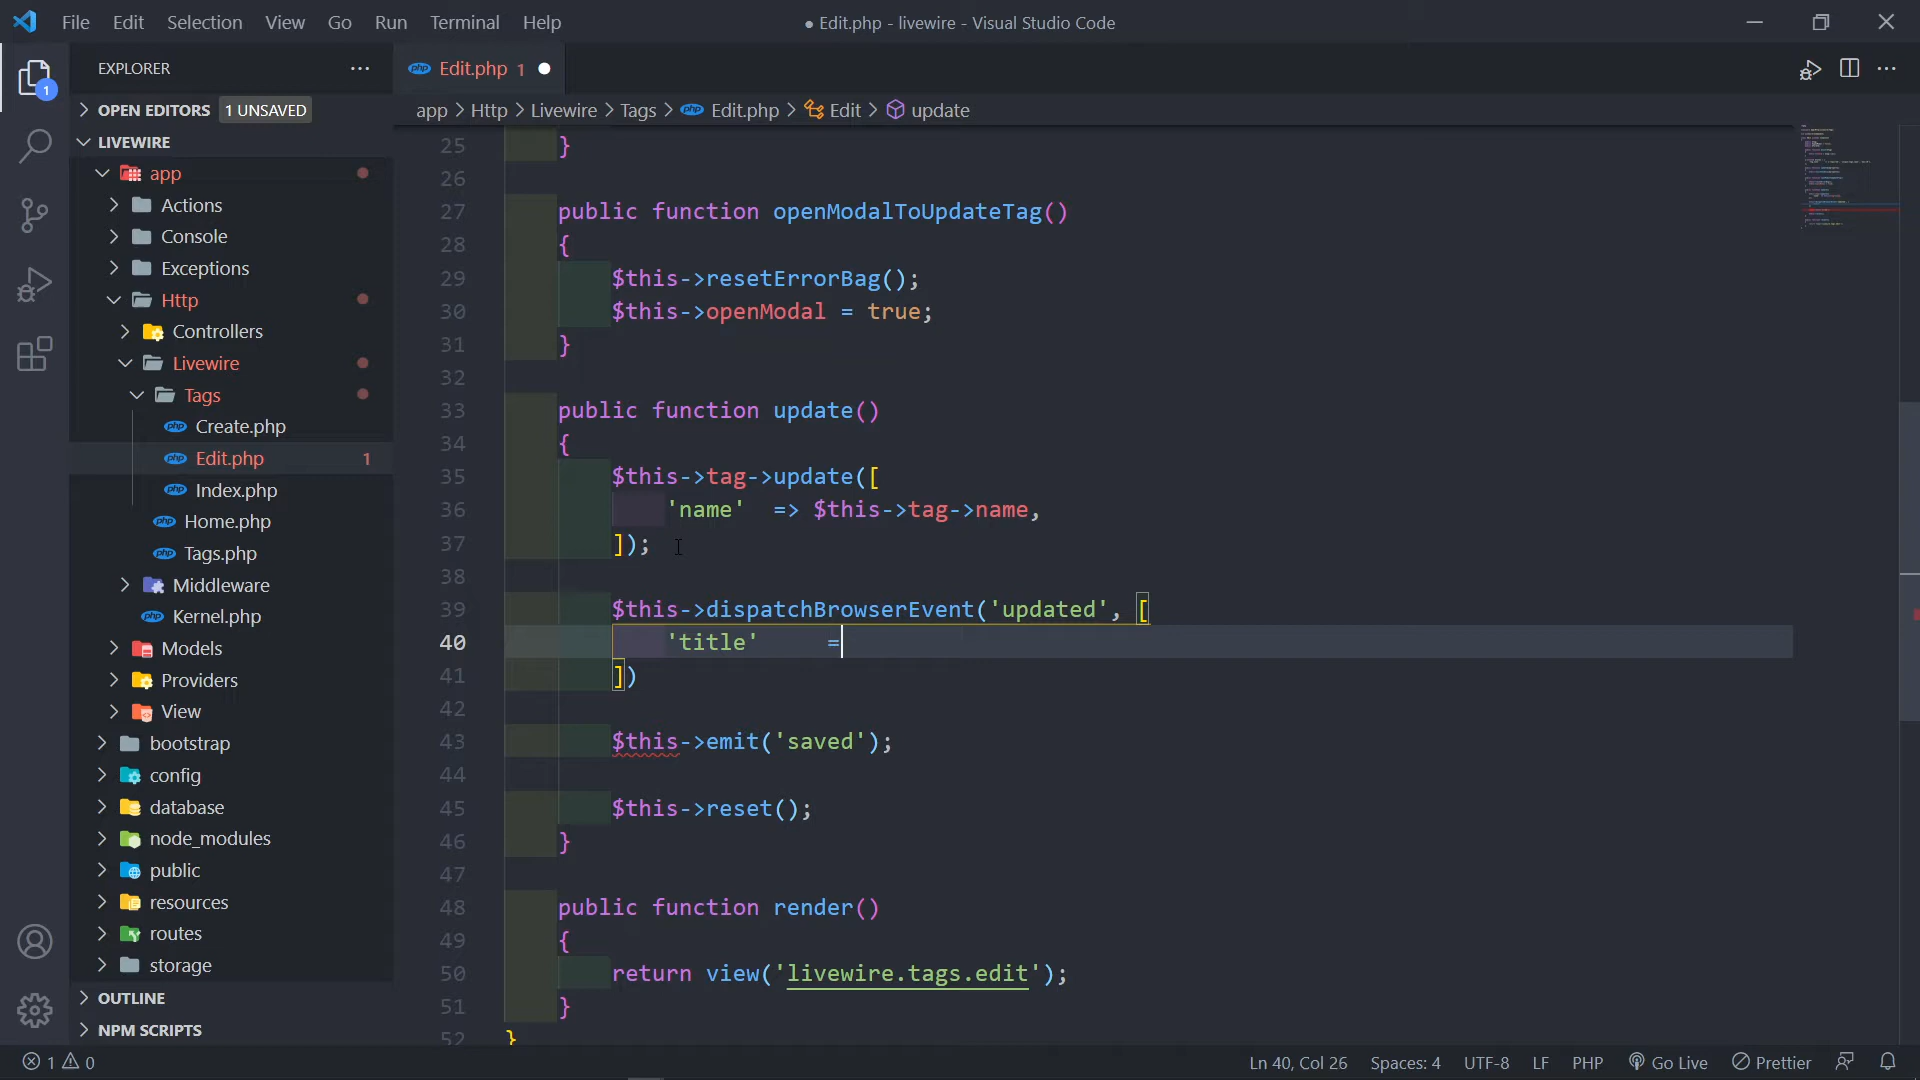 File Edit Selection View Go Run Terminal Help
● Edit.php - livewire - Visual Studio Code
EXPLORER
Edit.php 1
OPEN EDITORS 1 UNSAVED
app > Http > Livewire > Tags > Edit.php > Edit > update
1
LIVEWIRE
app
Actions
Console
Exceptions
Http
Controllers
Livewire
Tags
Create.php
Edit.php 1
Index.php
Home.php
Tags.php
Middleware
Kernel.php
Models
Providers
View
bootstrap
config
database
node_modules
public
resources
routes
storage
OUTLINE
NPM SCRIPTS
25 }
26
27 public function openModalToUpdateTag()
28 {
29 $this->resetErrorBag();
30 $this->openModal = true;
31 }
32
33 public function update()
34 {
35 $this->tag->update([
36 'name' => $this->tag->name,
37 ]);
38
39 $this->dispatchBrowserEvent('updated', [
40 'title' =
41 ])
42
43 $this->emit('saved');
44
45 $this->reset();
46 }
47
48 public function render()
49 {
50 return view('livewire.tags.edit');
51 }
52 }
1 0
Ln 40, Col 26 Spaces: 4 UTF-8 LF PHP Go Live Prettier